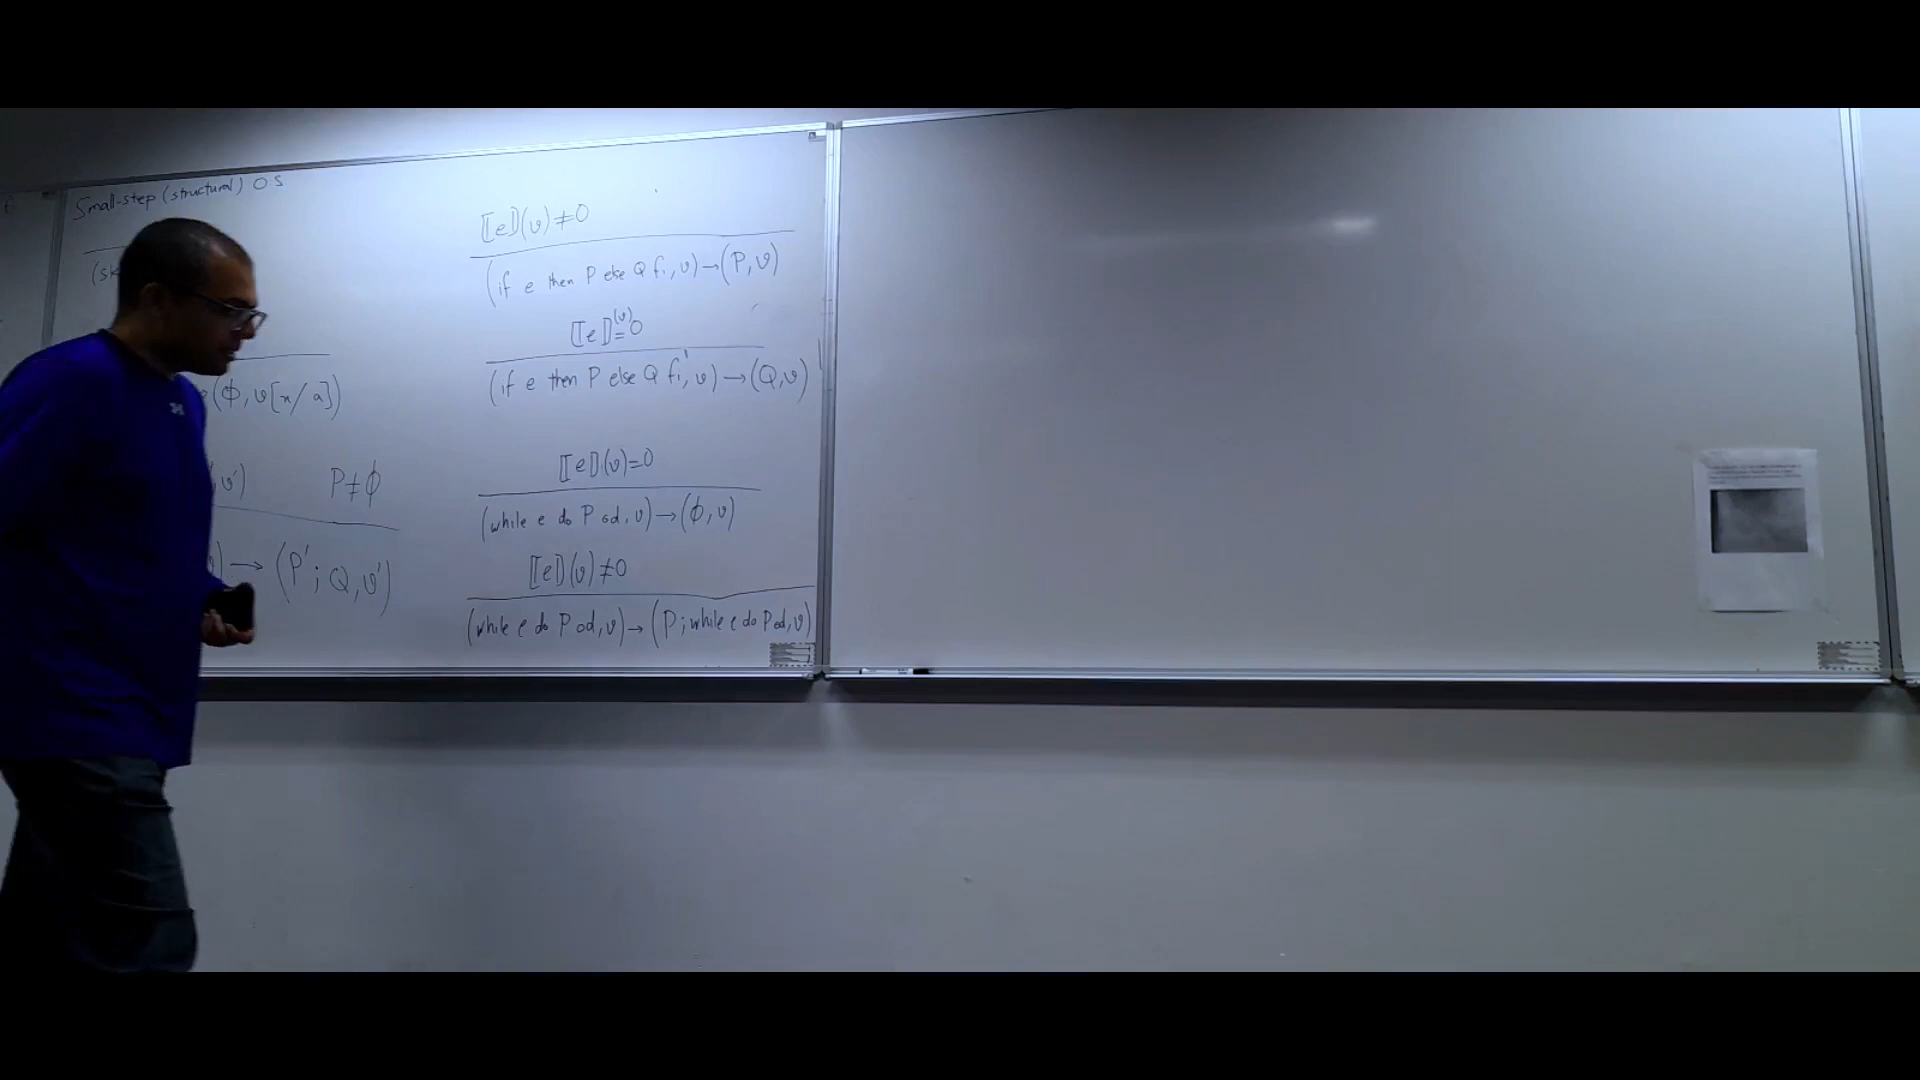 Small-step (structural) O.S
(sk
(ϕ, v[x/a])
v') P≠ϕ
→ (P'; Q, v')
⟦e⟧(v)≠0
(if e then P else Q fi, v)→(P, v)
⟦e⟧(v)=0
(if e then P else Q fi, v)→(Q, v)
⟦e⟧(v)=0
(while e do P od, v)→(ϕ, v)
⟦e⟧(v)≠0
(while e do P od, v)→(P; while e do P od, v)